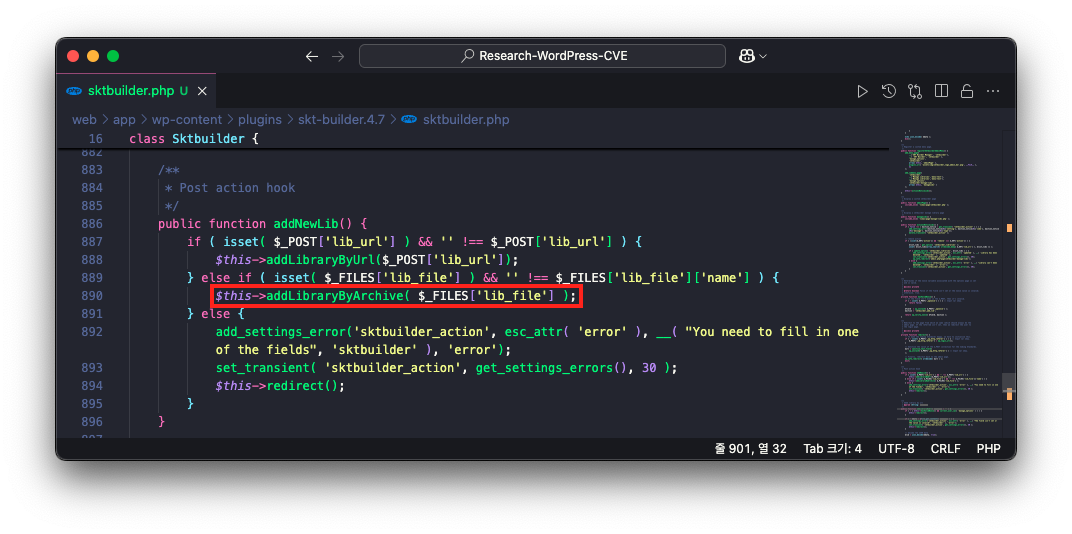 Research-WordPress-CVE
php sktbuilder.php U
web > app > wp-content > plugins > skt-builder.4.7 > php sktbuilder.php
16 class Sktbuilder {
882
883 /**
884 * Post action hook
885 */
886 public function addNewLib() {
887 if ( isset( $_POST['lib_url'] ) && '' !== $_POST['lib_url'] ) {
888 $this->addLibraryByUrl($_POST['lib_url']);
889 } else if ( isset( $_FILES['lib_file'] ) && '' !== $_FILES['lib_file']['name'] ) {
890 $this->addLibraryByArchive( $_FILES['lib_file'] );
891 } else {
892 add_settings_error('sktbuilder_action', esc_attr( 'error' ), __( "You need to fill in one
of the fields", 'sktbuilder' ), 'error');
893 set_transient( 'sktbuilder_action', get_settings_errors(), 30 );
894 $this->redirect();
895 }
896 }
줄 901, 열 32 Tab 크기: 4 UTF-8 CRLF PHP